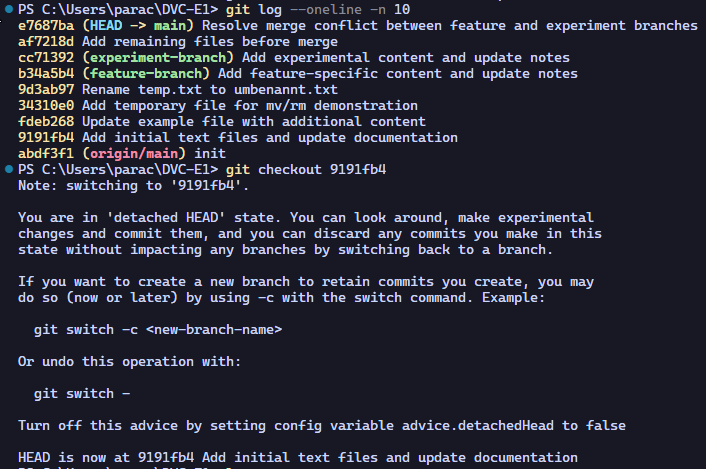 PS C:\Users\parac\DVC-E1> git log --oneline -n 10
e7687ba (HEAD -> main) Resolve merge conflict between feature and experiment branches
af7218d Add remaining files before merge
cc71392 (experiment-branch) Add experimental content and update notes
b34a5b4 (feature-branch) Add feature-specific content and update notes
9d3ab97 Rename temp.txt to umbenannt.txt
34310e0 Add temporary file for mv/rm demonstration
fdeb268 Update example file with additional content
9191fb4 Add initial text files and update documentation
abdf3f1 (origin/main) init
PS C:\Users\parac\DVC-E1> git checkout 9191fb4
Note: switching to '9191fb4'.
You are in 'detached HEAD' state. You can look around, make experimental
changes and commit them, and you can discard any commits you make in this
state without impacting any branches by switching back to a branch.
If you want to create a new branch to retain commits you create, you may
do so (now or later) by using -c with the switch command. Example:
git switch -c <new-branch-name>
Or undo this operation with:
git switch -
Turn off this advice by setting config variable advice.detachedHead to false
HEAD is now at 9191fb4 Add initial text files and update documentation